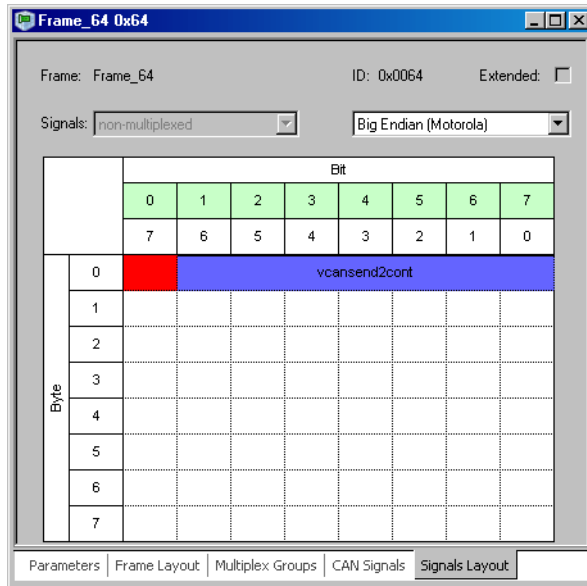 Frame_64 0x64
Frame: Frame_64 ID: 0x0064 Extended:
Signals: non-multiplexed Big Endian (Motorola)
Bit
0 1 2 3 4 5 6 7
7 6 5 4 3 2 1 0
Byte
0 vcansend2cont
1
2
3
4
5
6
7
Parameters Frame Layout Multiplex Groups CAN Signals Signals Layout